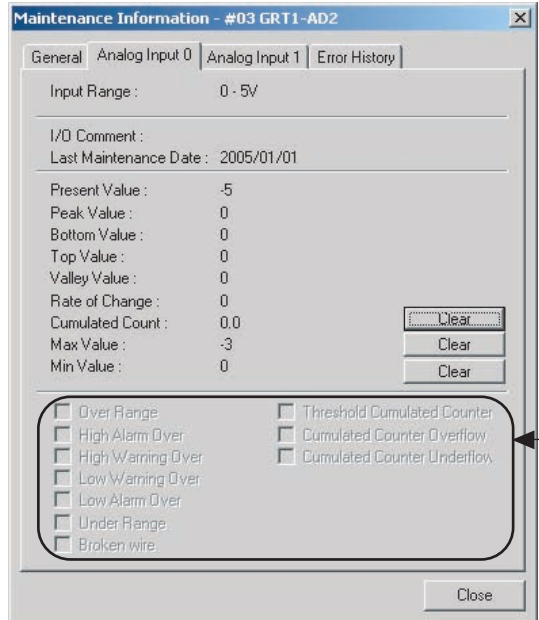 Maintenance Information - #03 GRT1-AD2
General Analog Input 0 Analog Input 1 Error History
Input Range : 0 - 5V
I/O Comment :
Last Maintenance Date : 2005/01/01
Present Value : -5
Peak Value : 0
Bottom Value : 0
Top Value : 0
Valley Value : 0
Rate of Change : 0
Cumulated Count : 0.0 Clear
Max Value : -3 Clear
Min Value : 0 Clear
Over Range Threshold Cumulated Counter
High Alarm Over Cumulated Counter Overflow
High Warning Over Cumulated Counter Underflow
Low Warning Over
Low Alarm Over
Under Range
Broken wire
Close